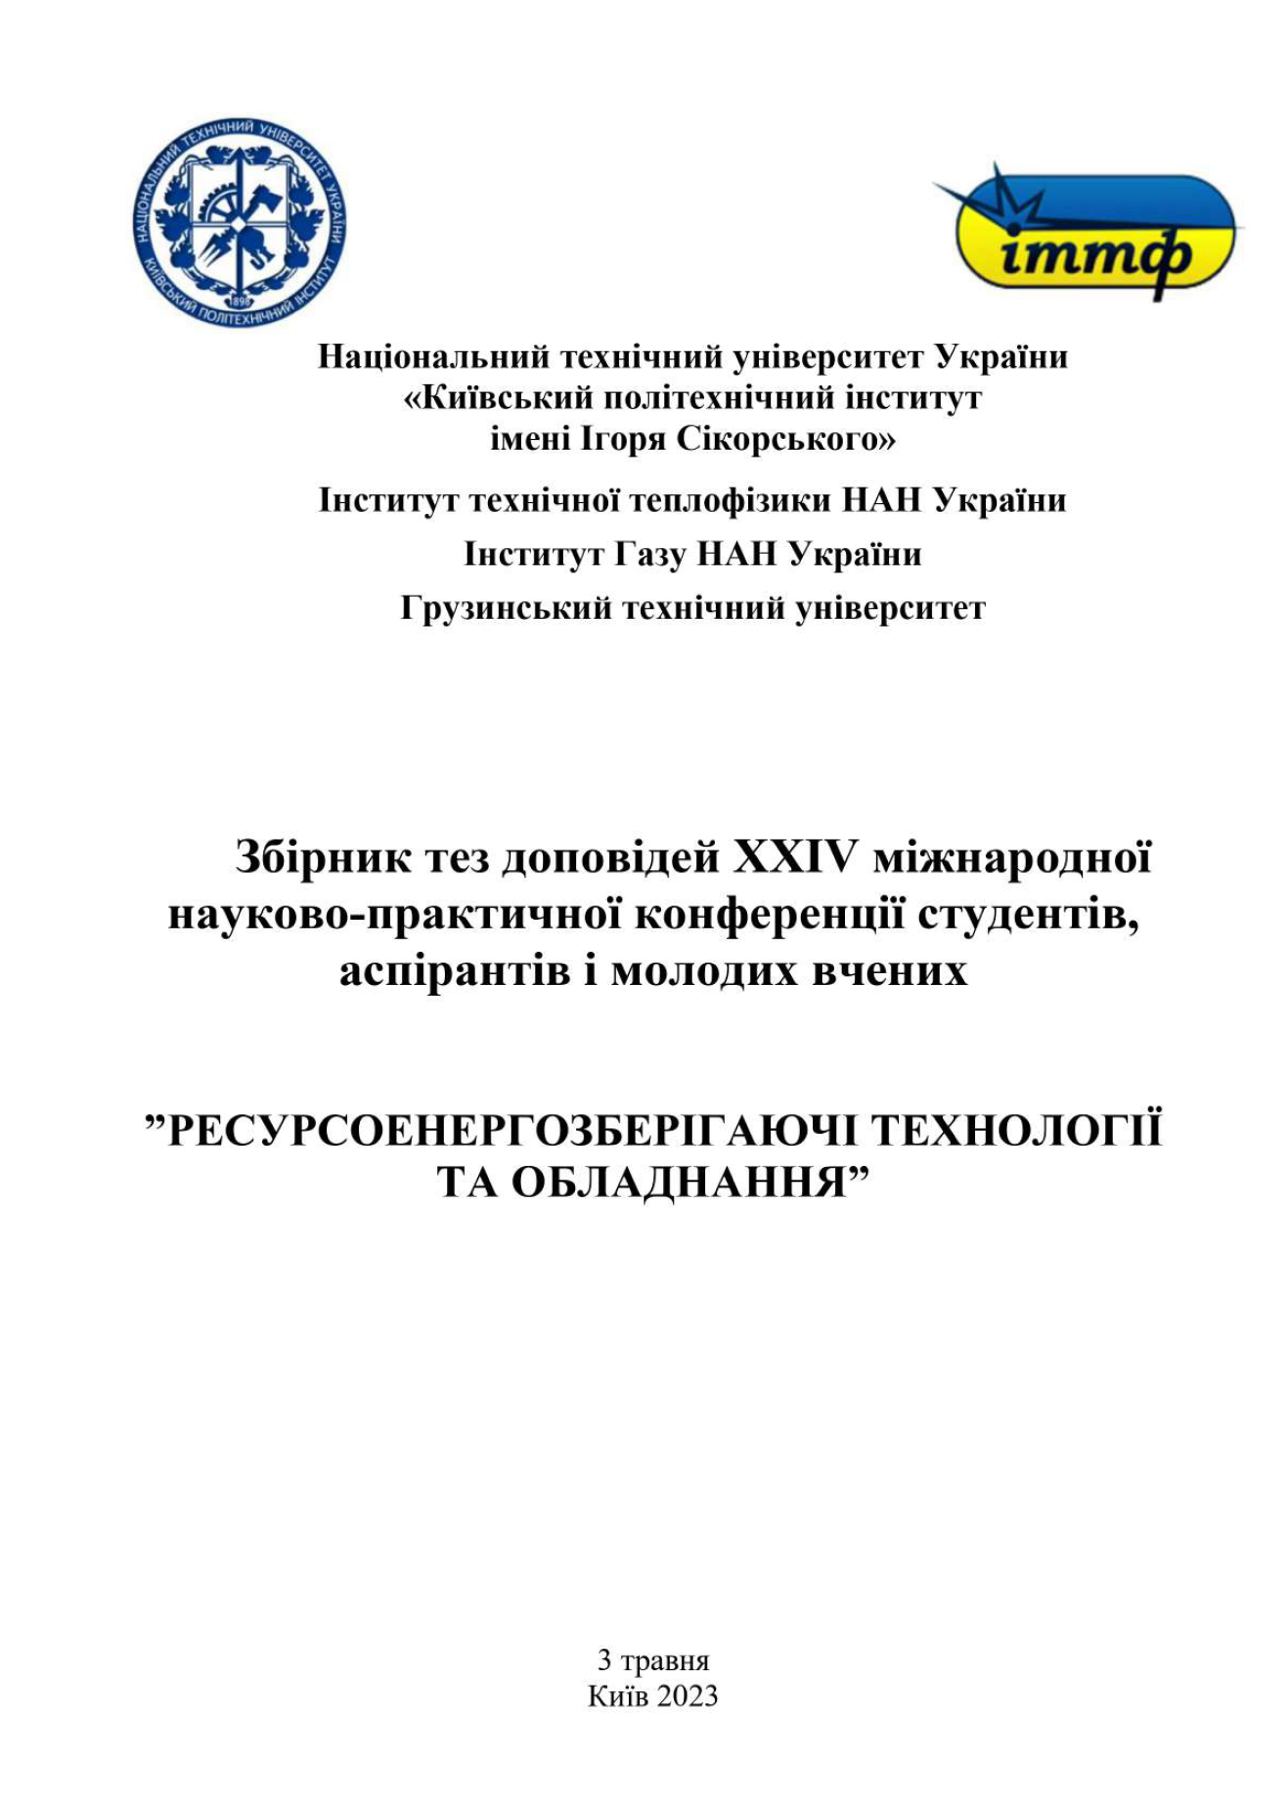 НАЦІОНАЛЬНИЙ ТЕХНІЧНИЙ УНІВЕРСИТЕТ УКРАЇНИ
КИЇВСЬКИЙ ПОЛІТЕХНІЧНИЙ ІНСТИТУТ
1898
іттф
Національний технічний університет України
«Київський політехнічний інститут
імені Ігоря Сікорського»
Інститут технічної теплофізики НАН України
Інститут Газу НАН України
Грузинський технічний університет
Збірник тез доповідей XXIV міжнародної
науково-практичної конференції студентів,
аспірантів і молодих вчених
”РЕСУРСОЕНЕРГОЗБЕРІГАЮЧІ ТЕХНОЛОГІЇ
ТА ОБЛАДНАННЯ”
3 травня
Київ 2023